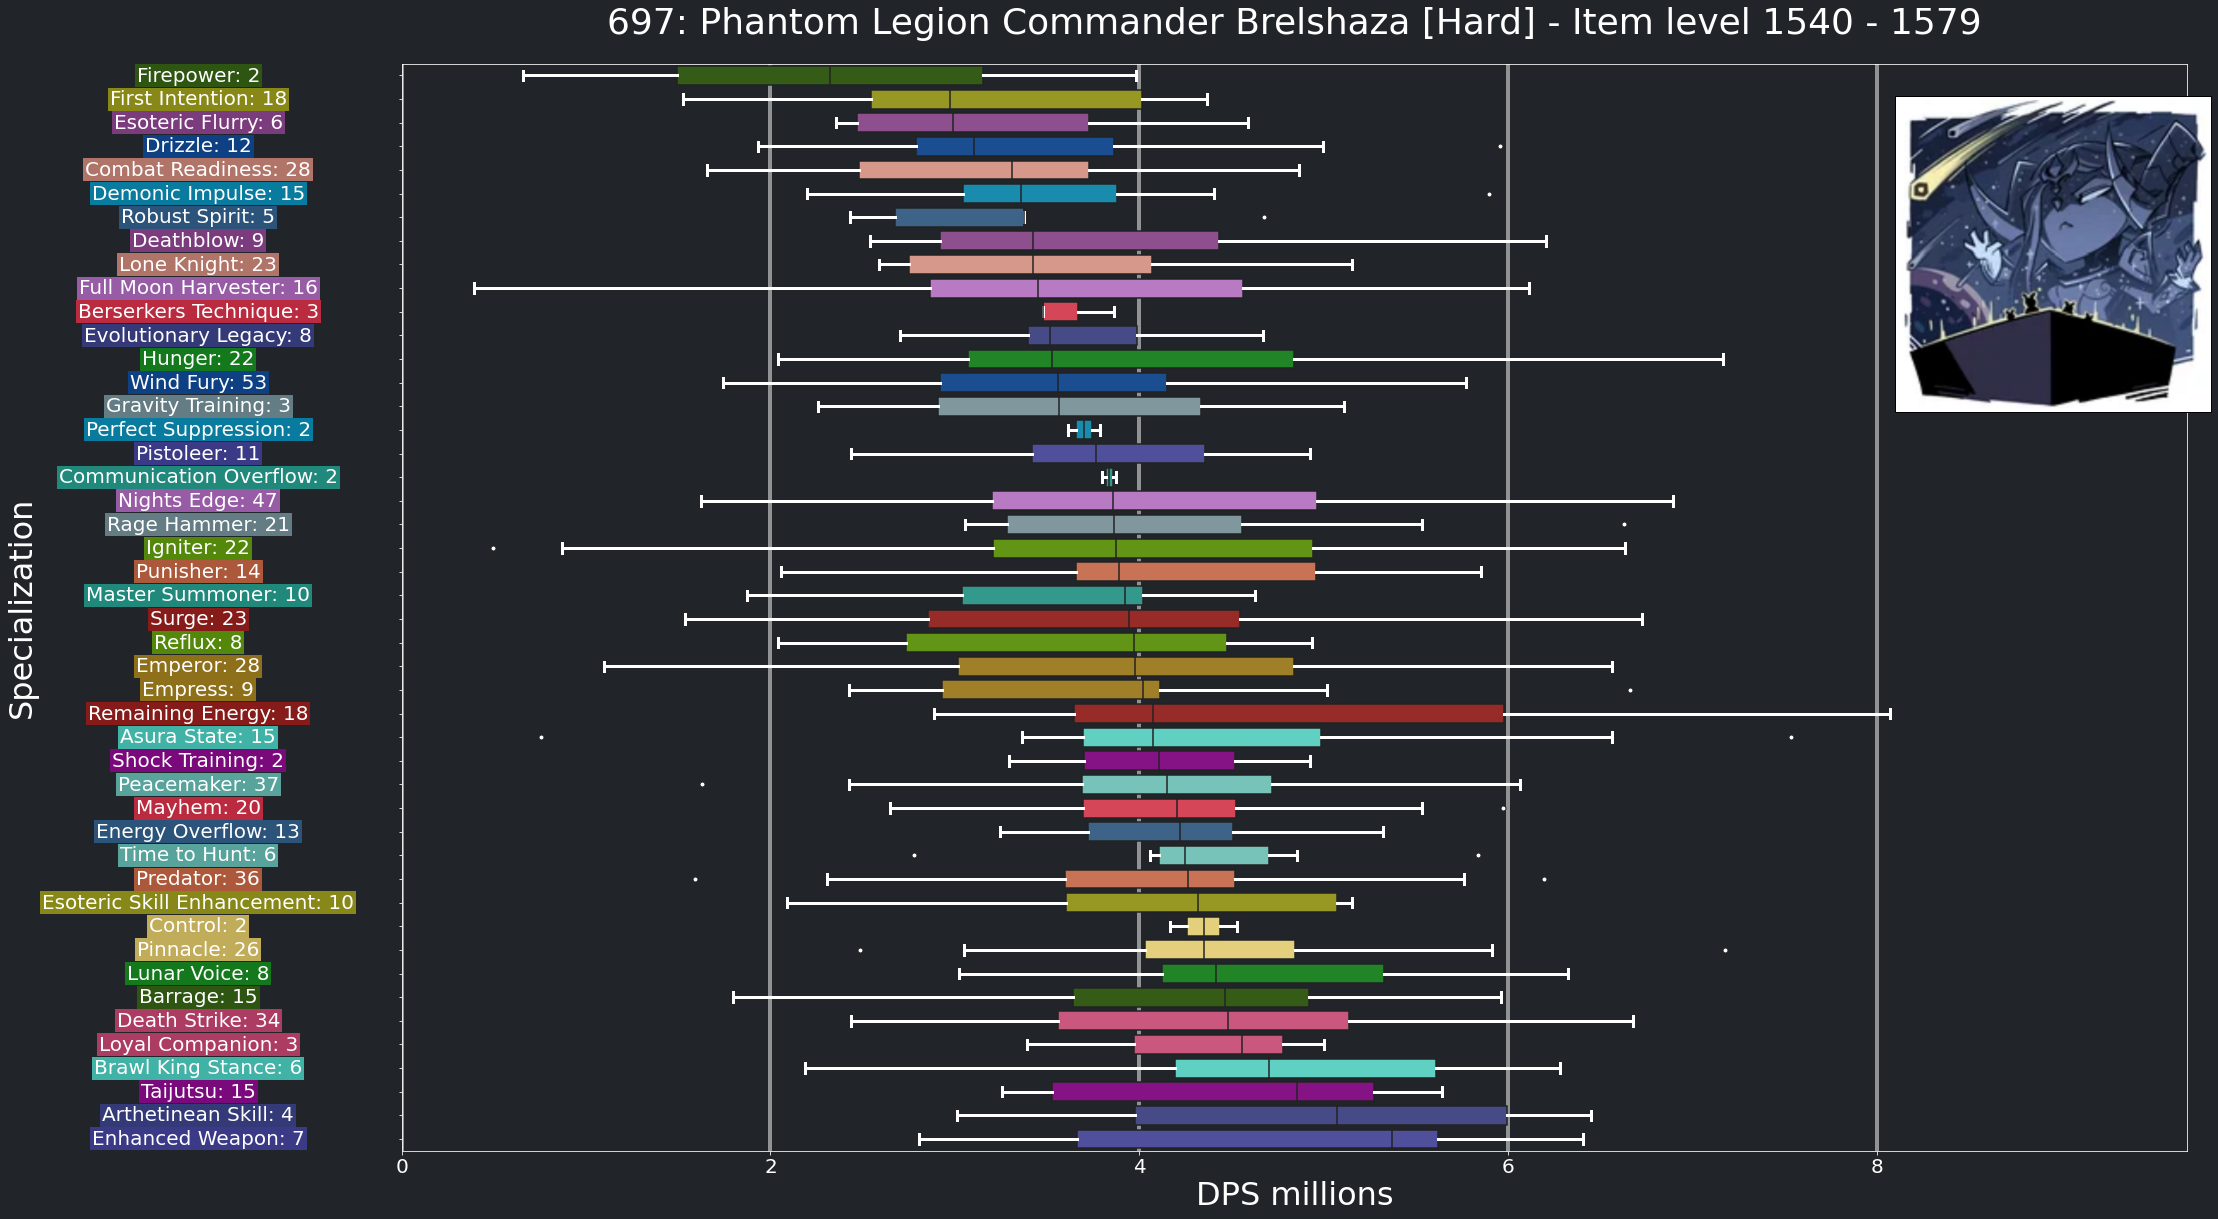 697: Phantom Legion Commander Brelshaza [Hard] - Item level 1540 - 1579
Firepower: 2
First Intention: 18
Esoteric Flurry: 6
Drizzle: 12
Combat Readiness: 28
Demonic Impulse: 15
Robust Spirit: 5
Deathblow: 9
Lone Knight: 23
Full Moon Harvester: 16
Berserkers Technique: 3
Evolutionary Legacy: 8
Hunger: 22
Wind Fury: 53
Gravity Training: 3
Perfect Suppression: 2
Pistoleer: 11
Communication Overflow: 2
Nights Edge: 47
Rage Hammer: 21
Igniter: 22
Punisher: 14
Master Summoner: 10
Surge: 23
Reflux: 8
Emperor: 28
Empress: 9
Remaining Energy: 18
Asura State: 15
Shock Training: 2
Peacemaker: 37
Mayhem: 20
Energy Overflow: 13
Time to Hunt: 6
Predator: 36
Esoteric Skill Enhancement: 10
Control: 2
Pinnacle: 26
Lunar Voice: 8
Barrage: 15
Death Strike: 34
Loyal Companion: 3
Brawl King Stance: 6
Taijutsu: 15
Arthetinean Skill: 4
Enhanced Weapon: 7
Specialization
0 2 4 6 8
DPS millions